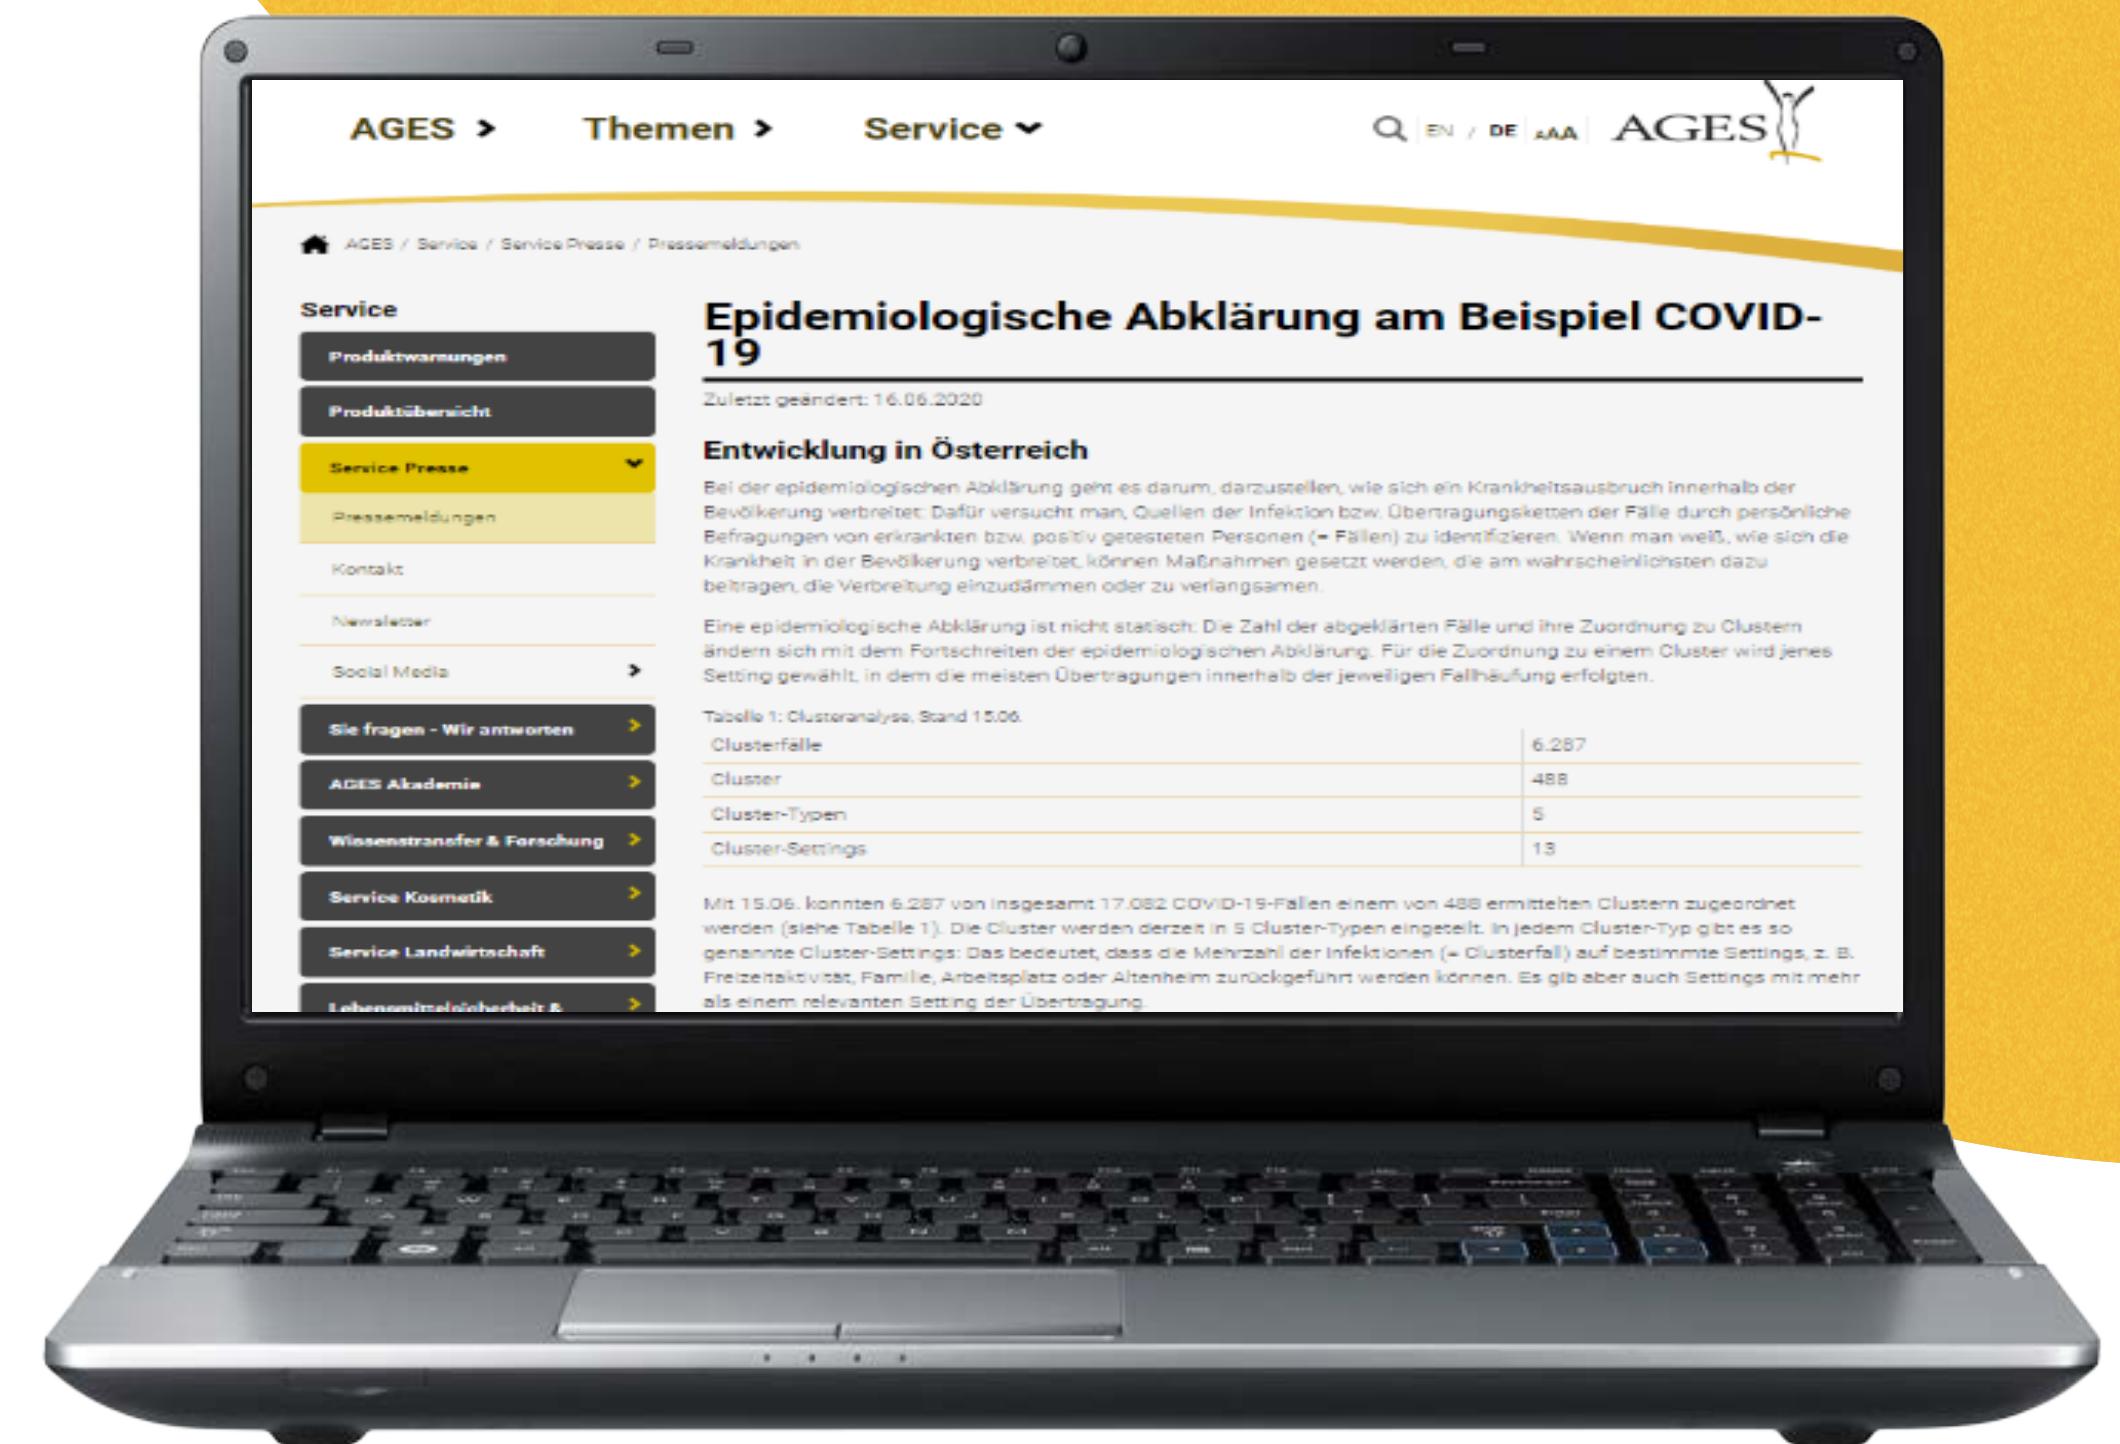 AGES Themen Service EN / DE AAA AGES
AGES / Service / Service Presse / Pressemeldungen
Service
Produktwarnungen
Produktübersicht
Service Presse
Pressemeldungen
Kontakt
Newsletter
Social Media
Sie fragen - Wir antworten
AGES Akademie
Wissenstransfer & Forschung
Service Kosmetik
Service Landwirtschaft
Lebensmittelsicherheit &
Epidemiologische Abklärung am Beispiel COVID-
19
Zuletzt geändert: 16.06.2020
Entwicklung in Österreich
Bei der epidemiologischen Abklärung geht es darum, darzustellen, wie sich ein Krankheitsausbruch innerhalb der
Bevölkerung verbreitet: Dafür versucht man, Quellen der Infektion bzw. Übertragungsketten der Fälle durch persönliche
Befragungen von erkrankten bzw. positiv getesteten Personen (= Fällen) zu identifizieren. Wenn man weiß, wie sich die
Krankheit in der Bevölkerung verbreitet, können Maßnahmen gesetzt werden, die am wahrscheinlichsten dazu
beitragen, die Verbreitung einzudämmen oder zu verlangsamen.
Eine epidemiologische Abklärung ist nicht statisch: Die Zahl der abgeklärten Fälle und ihre Zuordnung zu Clustern
ändern sich mit dem Fortschreiten der epidemiologischen Abklärung. Für die Zuordnung zu einem Cluster wird jenes
Setting gewählt, in dem die meisten Übertragungen innerhalb der jeweiligen Fallhäufung erfolgten.
Tabelle 1: Clusteranalyse, Stand 15.06.
Clusterfälle 6.287
Cluster 488
Cluster-Typen 5
Cluster-Settings 13
Mit 15.06. konnten 6.287 von insgesamt 17.082 COVID-19-Fällen einem von 488 ermittelten Clustern zugeordnet
werden (siehe Tabelle 1). Die Cluster werden derzeit in 5 Cluster-Typen eingeteilt. In jedem Cluster-Typ gibt es so
genannte Cluster-Settings: Das bedeutet, dass die Mehrzahl der Infektionen (= Clusterfall) auf bestimmte Settings, z. B.
Freizeitaktivität, Familie, Arbeitsplatz oder Altenheim zurückgeführt werden können. Es gib aber auch Settings mit mehr
als einem relevanten Setting der Übertragung.